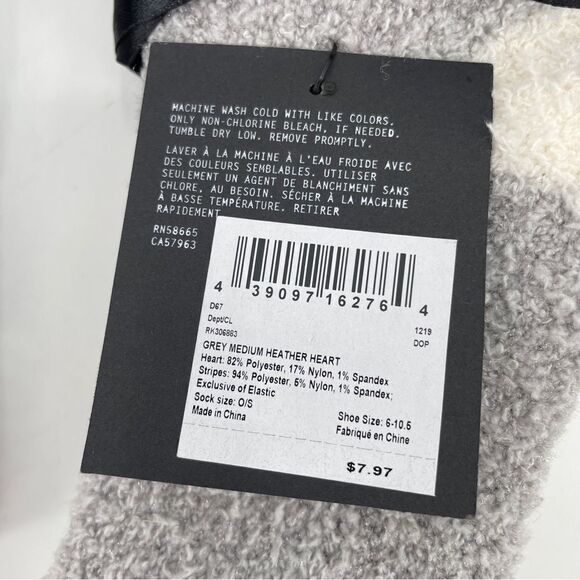 MACHINE WASH COLD WITH LIKE COLORS.
ONLY NON-CHLORINE BLEACH, IF NEEDED.
TUMBLE DRY LOW. REMOVE PROMPTLY.
LAVER À LA MACHINE À L'EAU FROIDE AVEC
DES COULEURS SEMBLABLES. UTILISER
SEULEMENT UN AGENT DE BLANCHIMENT SANS
CHLORE, AU BESOIN. SÉCHER À LA MACHINE
À BASSE TEMPÉRATURE. RETIRER
RAPIDEMENT
RN58665
CA57963
4 39097 16276 4
D67 1219
Dept/CL DOP
RK306883
GREY MEDIUM HEATHER HEART
Heart: 82% Polyester, 17% Nylon, 1% Spandex
Stripes: 94% Polyester, 5% Nylon, 1% Spandex;
Exclusive of Elastic
Sock size: O/S Shoe Size: 6-10.5
Made in China Fabriqué en Chine
$7.97